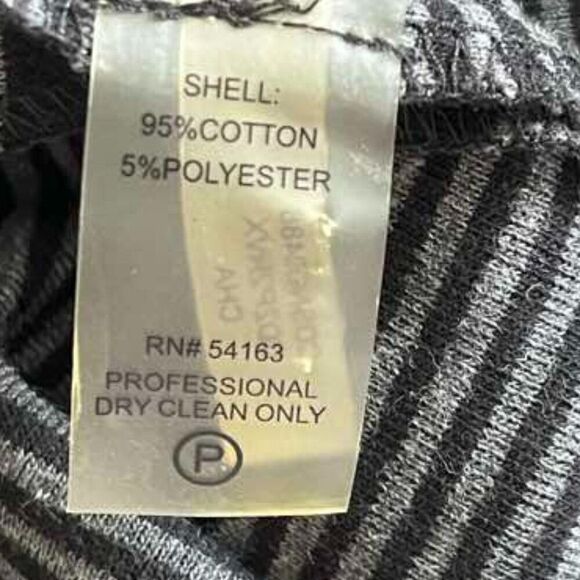 SHELL:
95%COTTON
5%POLYESTER
RN# 54163
PROFESSIONAL
DRY CLEAN ONLY
P